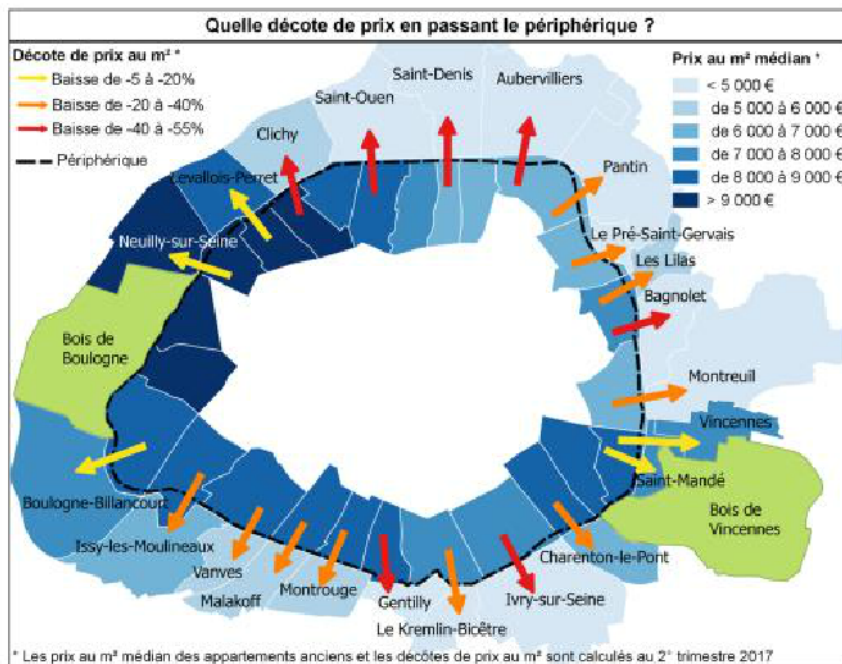 Quelle décote de prix en passant le périphérique ?
Décote de prix au m² *
Baisse de -5 à -20%
Baisse de -20 à -40%
Baisse de -40 à -55%
Périphérique
Prix au m² médian *
< 5 000 €
de 5 000 à 6 000 €
de 6 000 à 7 000 €
de 7 000 à 8 000 €
de 8 000 à 9 000 €
> 9 000 €
Saint-Denis
Aubervilliers
Saint-Ouen
Clichy
Pantin
Levallois-Perret
Le Pré-Saint-Gervais
Neuilly-sur-Seine
Les Lilas
Bagnolet
Bois de
Boulogne
Montreuil
Vincennes
Saint-Mandé
Boulogne-Billancourt
Bois de
Vincennes
Issy-les-Moulineaux
Charenton-le-Pont
Vanves
Montrouge
Malakoff
Gentilly
Ivry-sur-Seine
Le Kremlin-Bicêtre
* Les prix au m² médian des appartements anciens et les décôtes de prix au m² sont calculés au 2° trimestre 2017